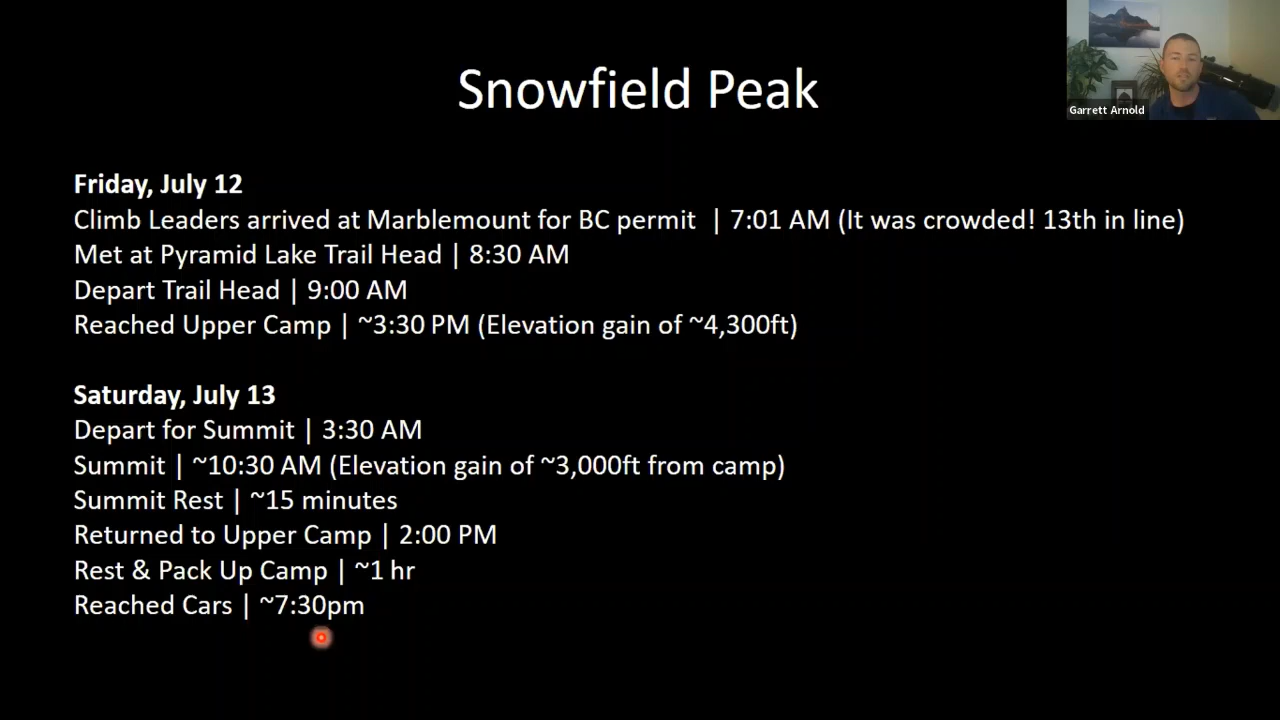 Snowfield Peak
Garrett Arnold
Friday, July 12
Climb Leaders arrived at Marblemount for BC permit | 7:01 AM (It was crowded! 13th in line)
Met at Pyramid Lake Trail Head | 8:30 AM
Depart Trail Head | 9:00 AM
Reached Upper Camp | ~3:30 PM (Elevation gain of ~4,300ft)
Saturday, July 13
Depart for Summit | 3:30 AM
Summit | ~10:30 AM (Elevation gain of ~3,000ft from camp)
Summit Rest | ~15 minutes
Returned to Upper Camp | 2:00 PM
Rest & Pack Up Camp | ~1 hr
Reached Cars | ~7:30pm